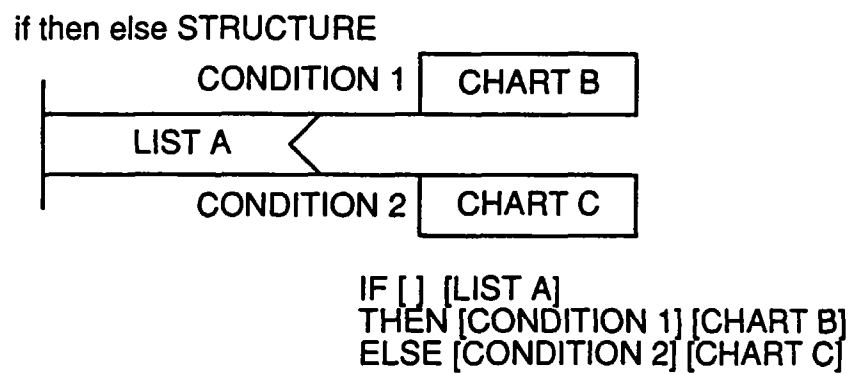 if then else STRUCTURE
CONDITION 1 CHART B
LIST A
CONDITION 2 CHART C
IF [ ] [LIST A]
THEN [CONDITION 1] [CHART B]
ELSE [CONDITION 2] [CHART C]